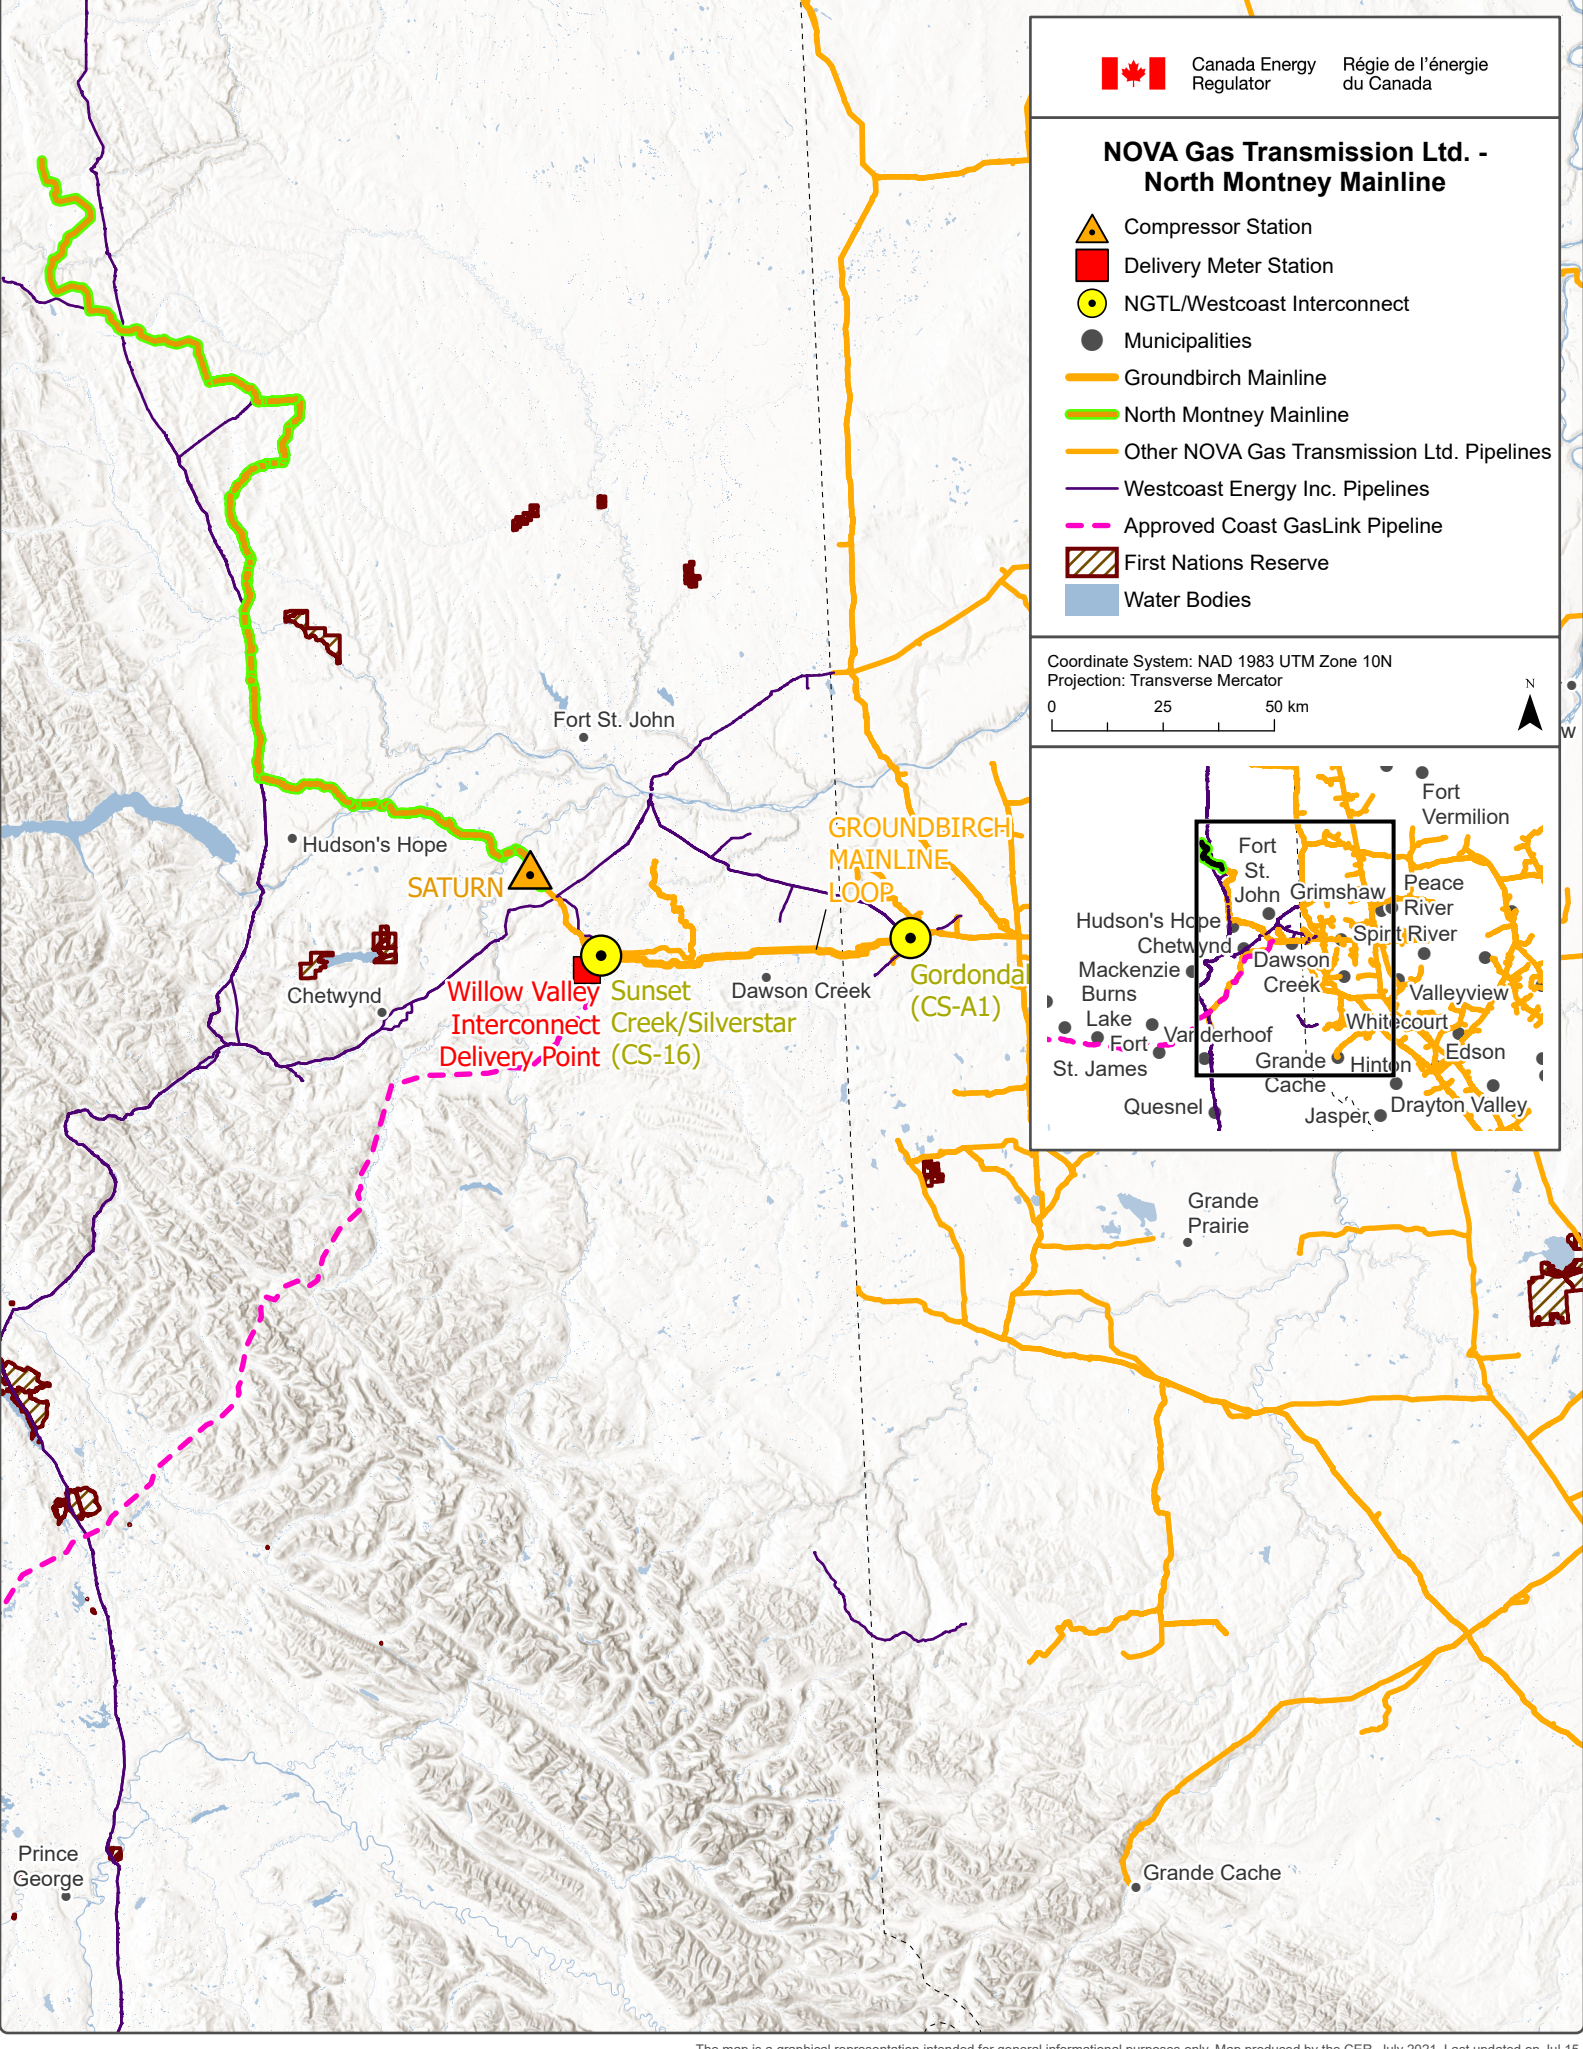 Canada Energy
Regulator
Régie de l'énergie
du Canada
NOVA Gas Transmission Ltd. -
North Montney Mainline
Compressor Station
Delivery Meter Station
NGTL/Westcoast Interconnect
Municipalities
Groundbirch Mainline
North Montney Mainline
Other NOVA Gas Transmission Ltd. Pipelines
Westcoast Energy Inc. Pipelines
Approved Coast GasLink Pipeline
First Nations Reserve
Water Bodies
Coordinate System: NAD 1983 UTM Zone 10N
Projection: Transverse Mercator
0 25 50 km
N
w
Fort
Vermilion
Fort
St.
John
Grimshaw
Peace
River
Hudson's Hope
Spirit River
Chetwynd
Dawson
Creek
Mackenzie
Valleyview
Burns
Lake
Whitecourt
Vanderhoof
Fort
St. James
Edson
Grande
Cache
Hinton
Quesnel
Jasper
Drayton Valley
Fort St. John
Hudson's Hope
GROUNDBIRCH
MAINLINE
LOOP
SATURN
Chetwynd
Willow Valley
Interconnect
Delivery Point
Sunset
Creek/Silverstar
(CS-16)
Dawson Creek
Gordondal
(CS-A1)
Grande
Prairie
Prince
George
Grande Cache